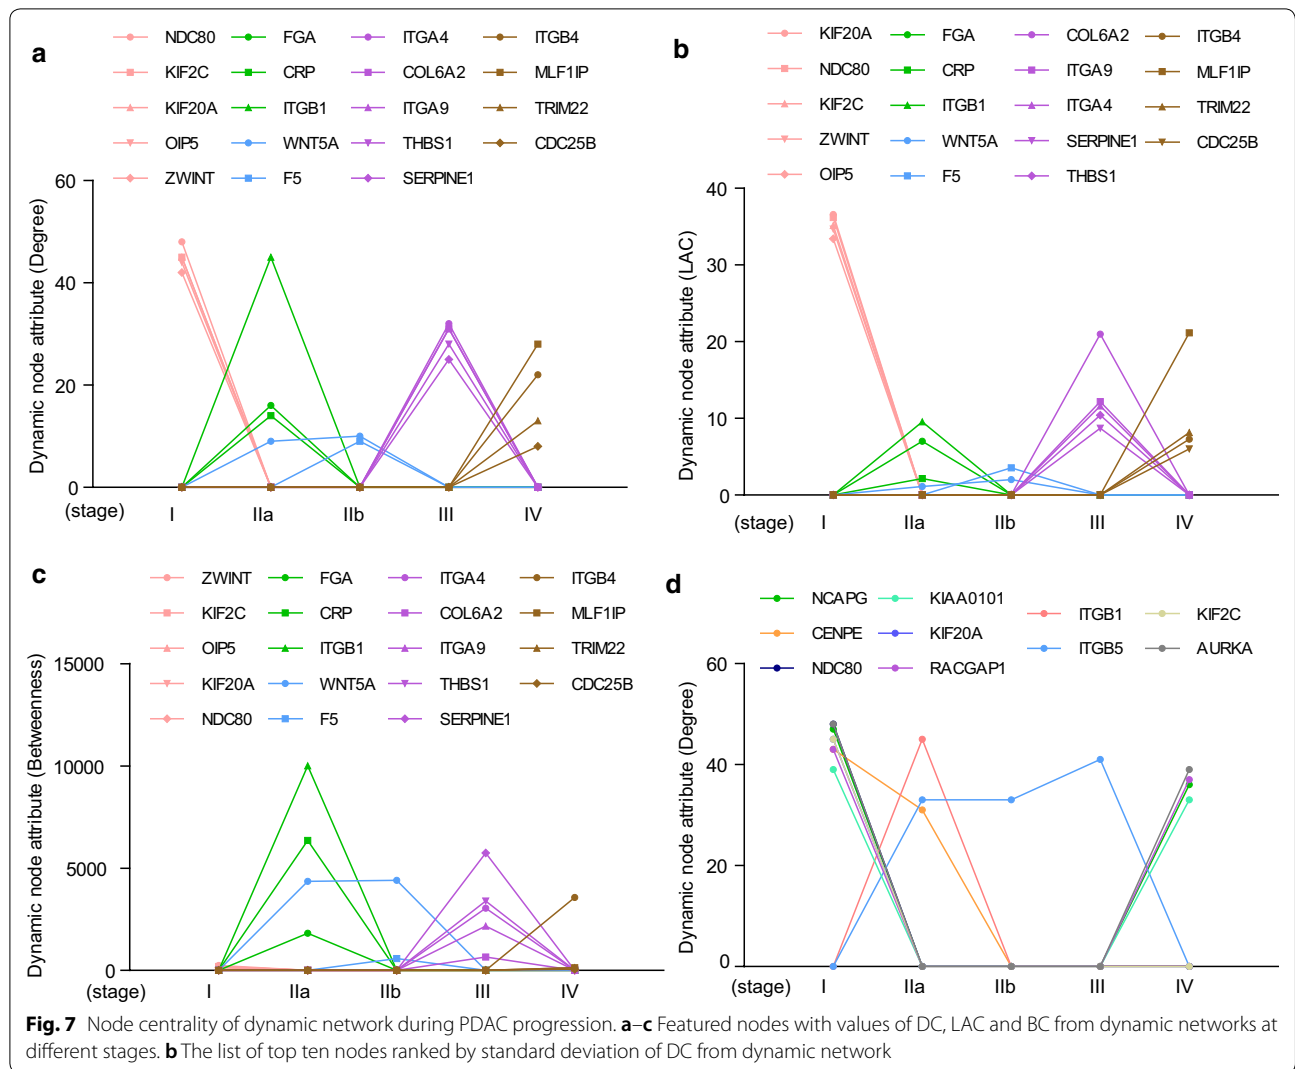 a
NDC80 FGA ITGA4 ITGB4
KIF2C CRP COL6A2 MLF1IP
KIF20A ITGB1 ITGA9 TRIM22
OIP5 WNT5A THBS1 CDC25B
ZWINT F5 SERPINE1
Dynamic node attribute (Degree)
60
40
20
0
(stage) I IIa IIb III IV
b
KIF20A FGA COL6A2 ITGB4
NDC80 CRP ITGA9 MLF1IP
KIF2C ITGB1 ITGA4 TRIM22
ZWINT WNT5A SERPINE1 CDC25B
OIP5 F5 THBS1
Dynamic node attribute (LAC)
40
30
20
10
0
(stage) I IIa IIb III IV
c
ZWINT FGA ITGA4 ITGB4
KIF2C CRP COL6A2 MLF1IP
OIP5 ITGB1 ITGA9 TRIM22
KIF20A WNT5A THBS1 CDC25B
NDC80 F5 SERPINE1
Dynamic node attribute (Betweenness)
15000
10000
5000
0
(stage) I IIa IIb III IV
d
NCAPG KIAA0101 ITGB1 KIF2C
CENPE KIF20A ITGB5 AURKA
NDC80 RACGAP1
Dynamic node attribute (Degree)
60
40
20
0
(stage) I IIa IIb III IV
Fig. 7 Node centrality of dynamic network during PDAC progression. a–c Featured nodes with values of DC, LAC and BC from dynamic networks at
different stages. b The list of top ten nodes ranked by standard deviation of DC from dynamic network